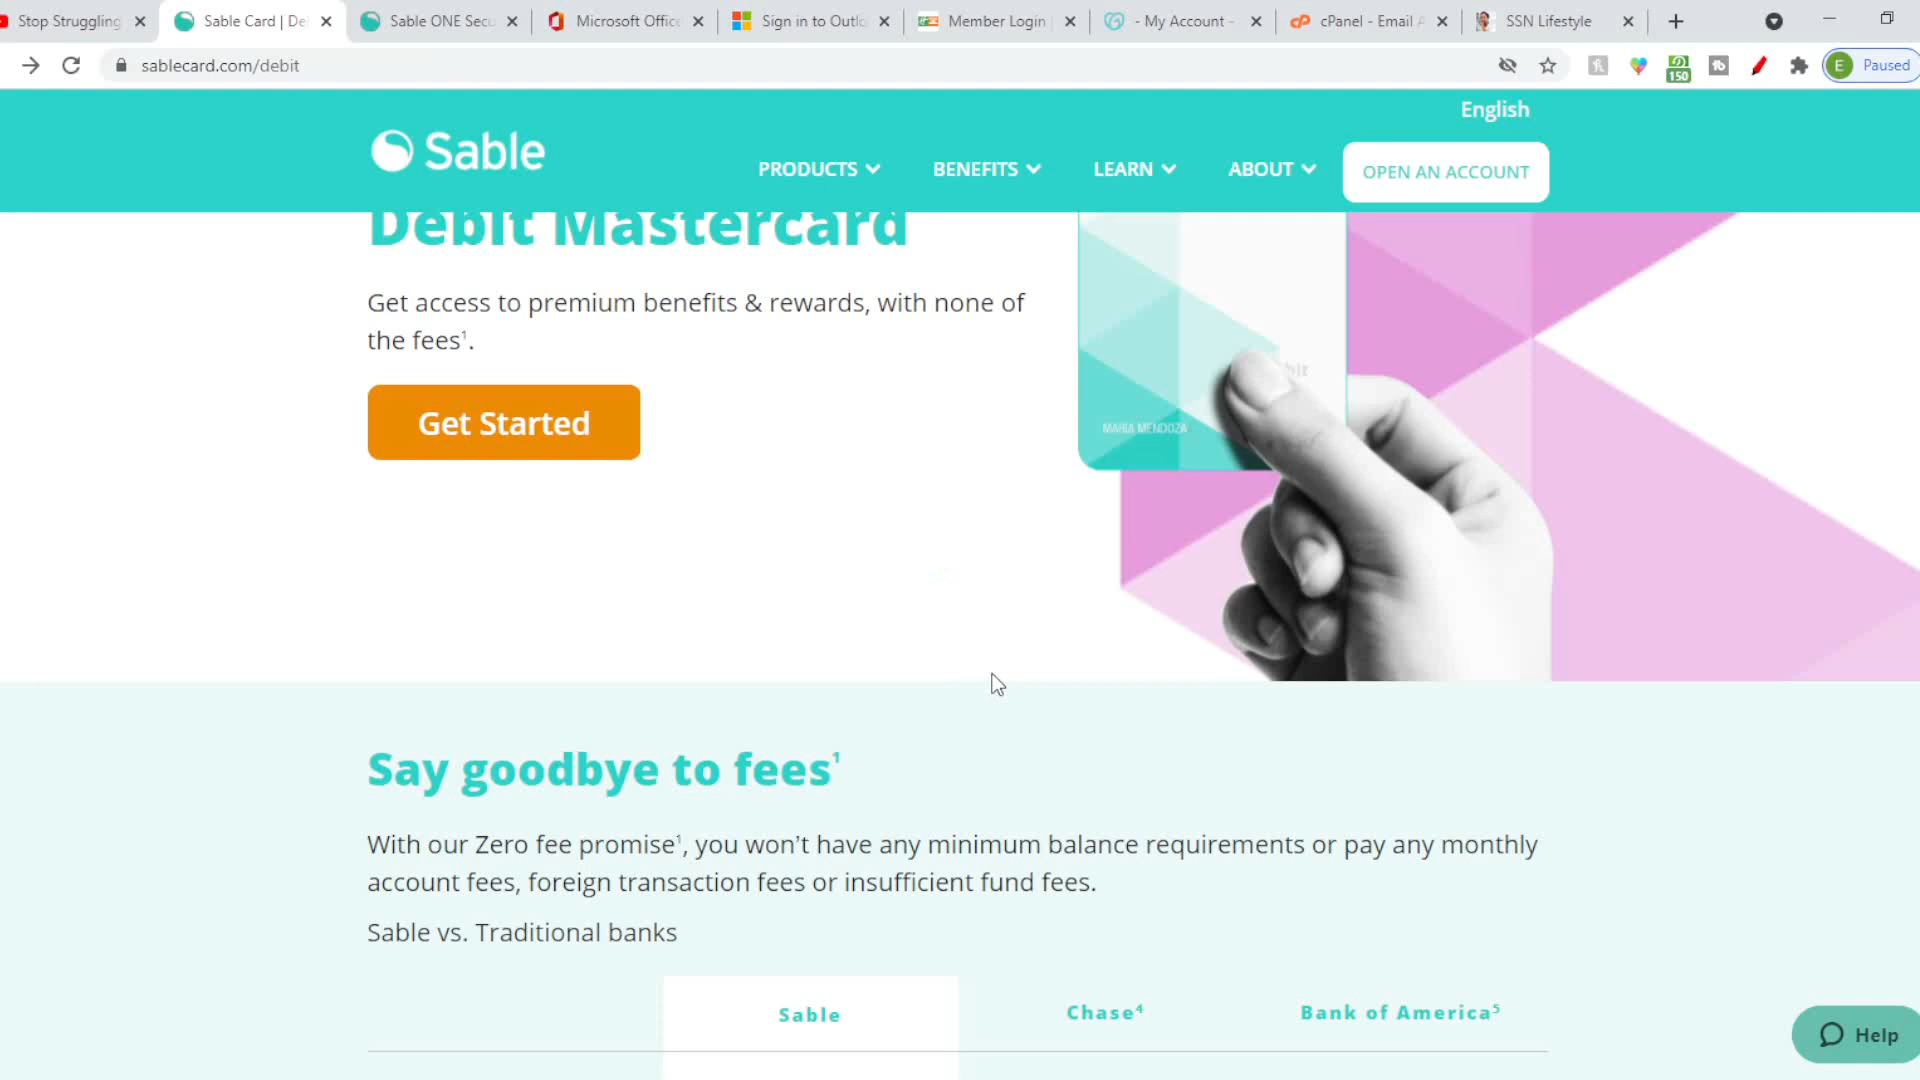 Stop Struggling
Sable Card | De
Sable ONE Secu
Microsoft Office
Sign in to Outlo
Member Login
- My Account -
cPanel - Email A
SSN Lifestyle
sablecard.com/debit
150
E
Paused
English
Sable
PRODUCTS
BENEFITS
LEARN
ABOUT
OPEN AN ACCOUNT
Debit Mastercard
Get access to premium benefits & rewards, with none of
the fees¹.
Get Started
MARIA MENDOZA
Say goodbye to fees¹
With our Zero fee promise¹, you won't have any minimum balance requirements or pay any monthly
account fees, foreign transaction fees or insufficient fund fees.
Sable vs. Traditional banks
Sable
Chase⁴
Bank of America⁵
Help